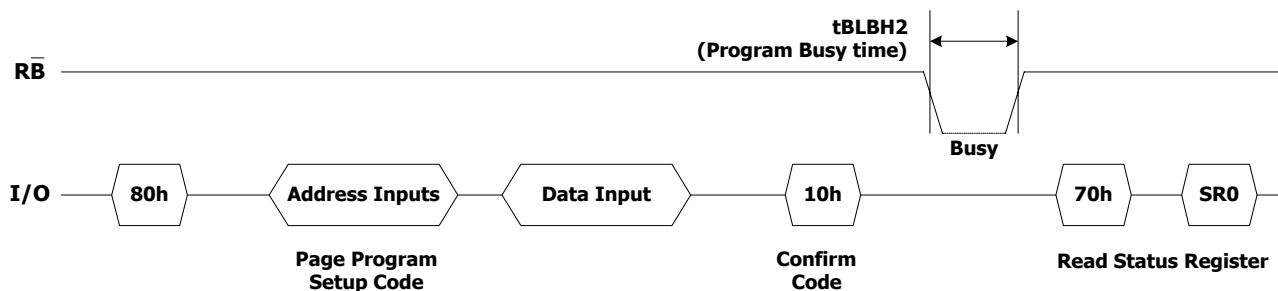 tBLBH2
(Program Busy time)
RB̅
Busy
I/O
80h
Address Inputs
Data Input
10h
70h
SR0
Page Program
Setup Code
Confirm
Code
Read Status Register